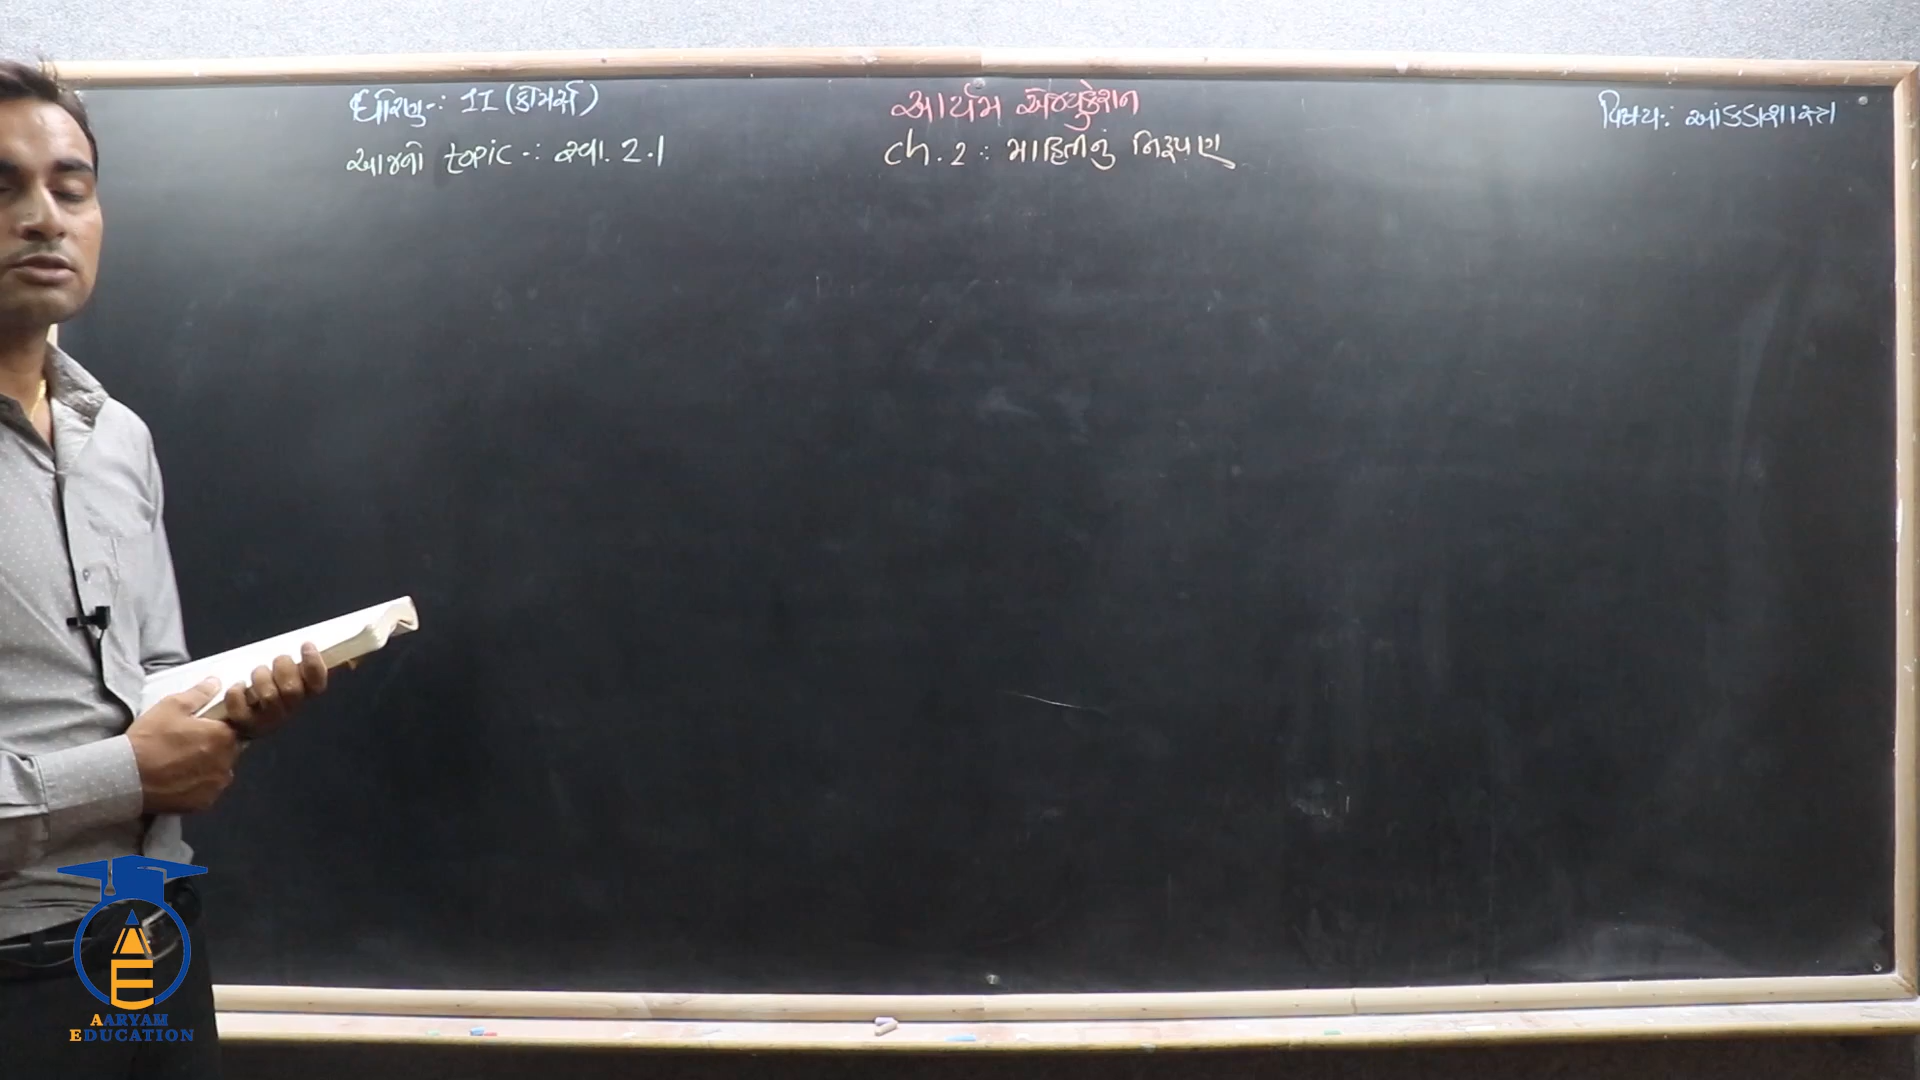 ધોરણ-: 11 (કોમર્સ)
આર્યમ એજ્યુકેશન
વિષય: આંકડાશાસ્ત્ર
આજનો topic -: સ્વા. 2.1
ch. 2 : માહિતીનું નિરૂપણ
AARYAM
EDUCATION